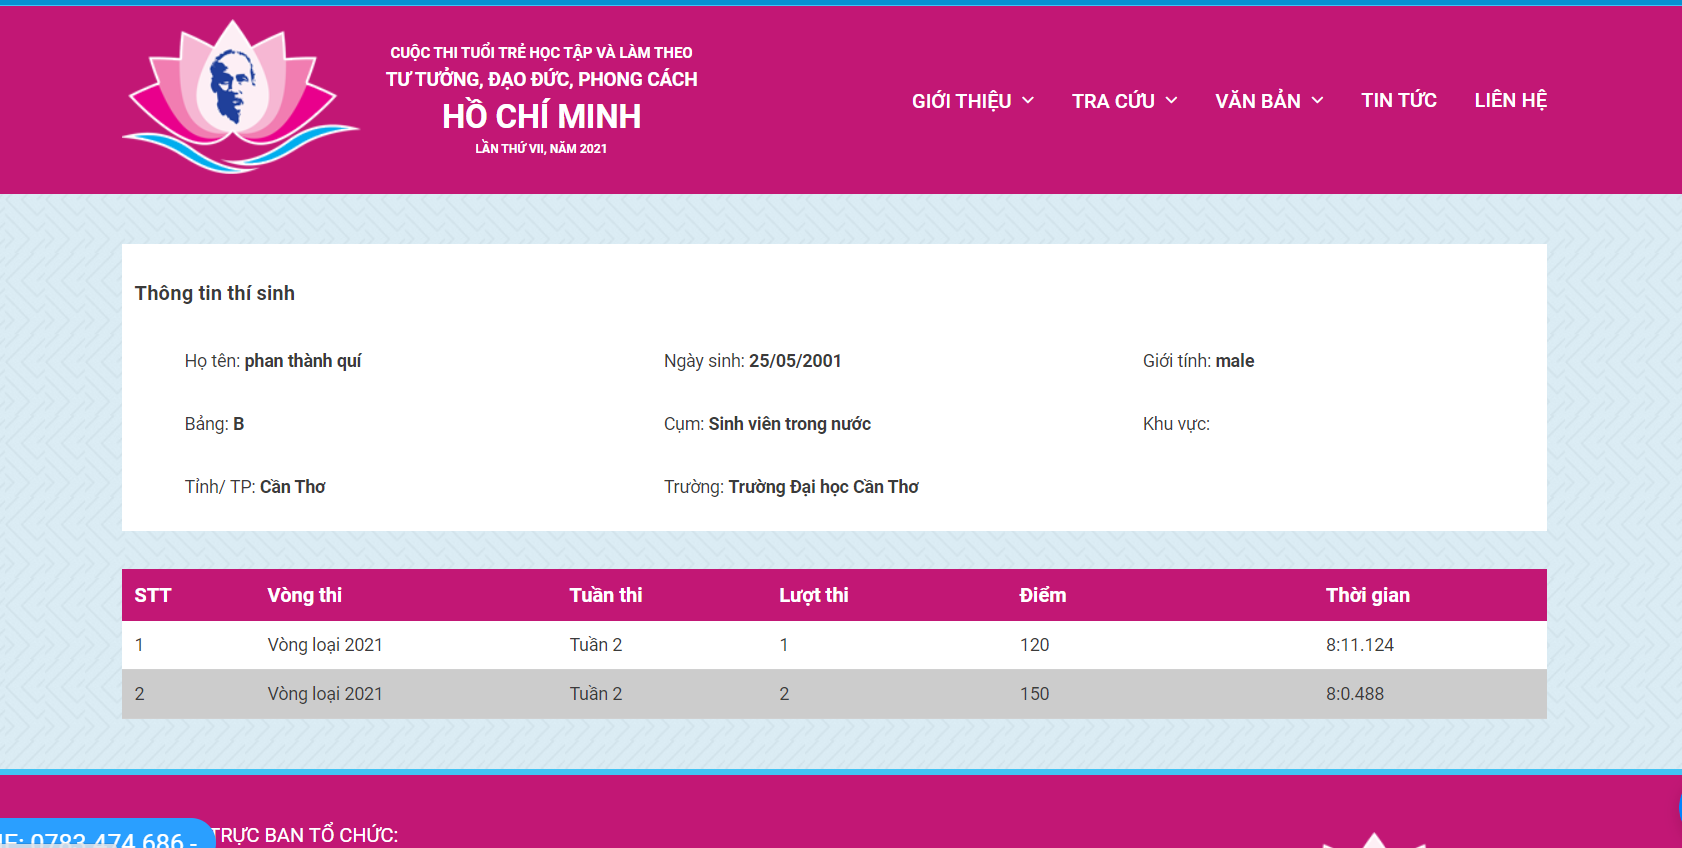 CUỘC THI TUỔI TRẺ HỌC TẬP VÀ LÀM THEO
TƯ TƯỞNG, ĐẠO ĐỨC, PHONG CÁCH
HỒ CHÍ MINH
LẦN THỨ VII, NĂM 2021
GIỚI THIỆU TRA CỨU VĂN BẢN TIN TỨC LIÊN HỆ
Thông tin thí sinh
Họ tên: phan thành quí Ngày sinh: 25/05/2001 Giới tính: male
Bảng: B Cụm: Sinh viên trong nước Khu vực:
Tỉnh/ TP: Cần Thơ Trường: Trường Đại học Cần Thơ
STT Vòng thi Tuần thi Lượt thi Điểm Thời gian
1 Vòng loại 2021 Tuần 2 1 120 8:11.124
2 Vòng loại 2021 Tuần 2 2 150 8:0.488
TRỰC BAN TỔ CHỨC:
0783 474 686 -